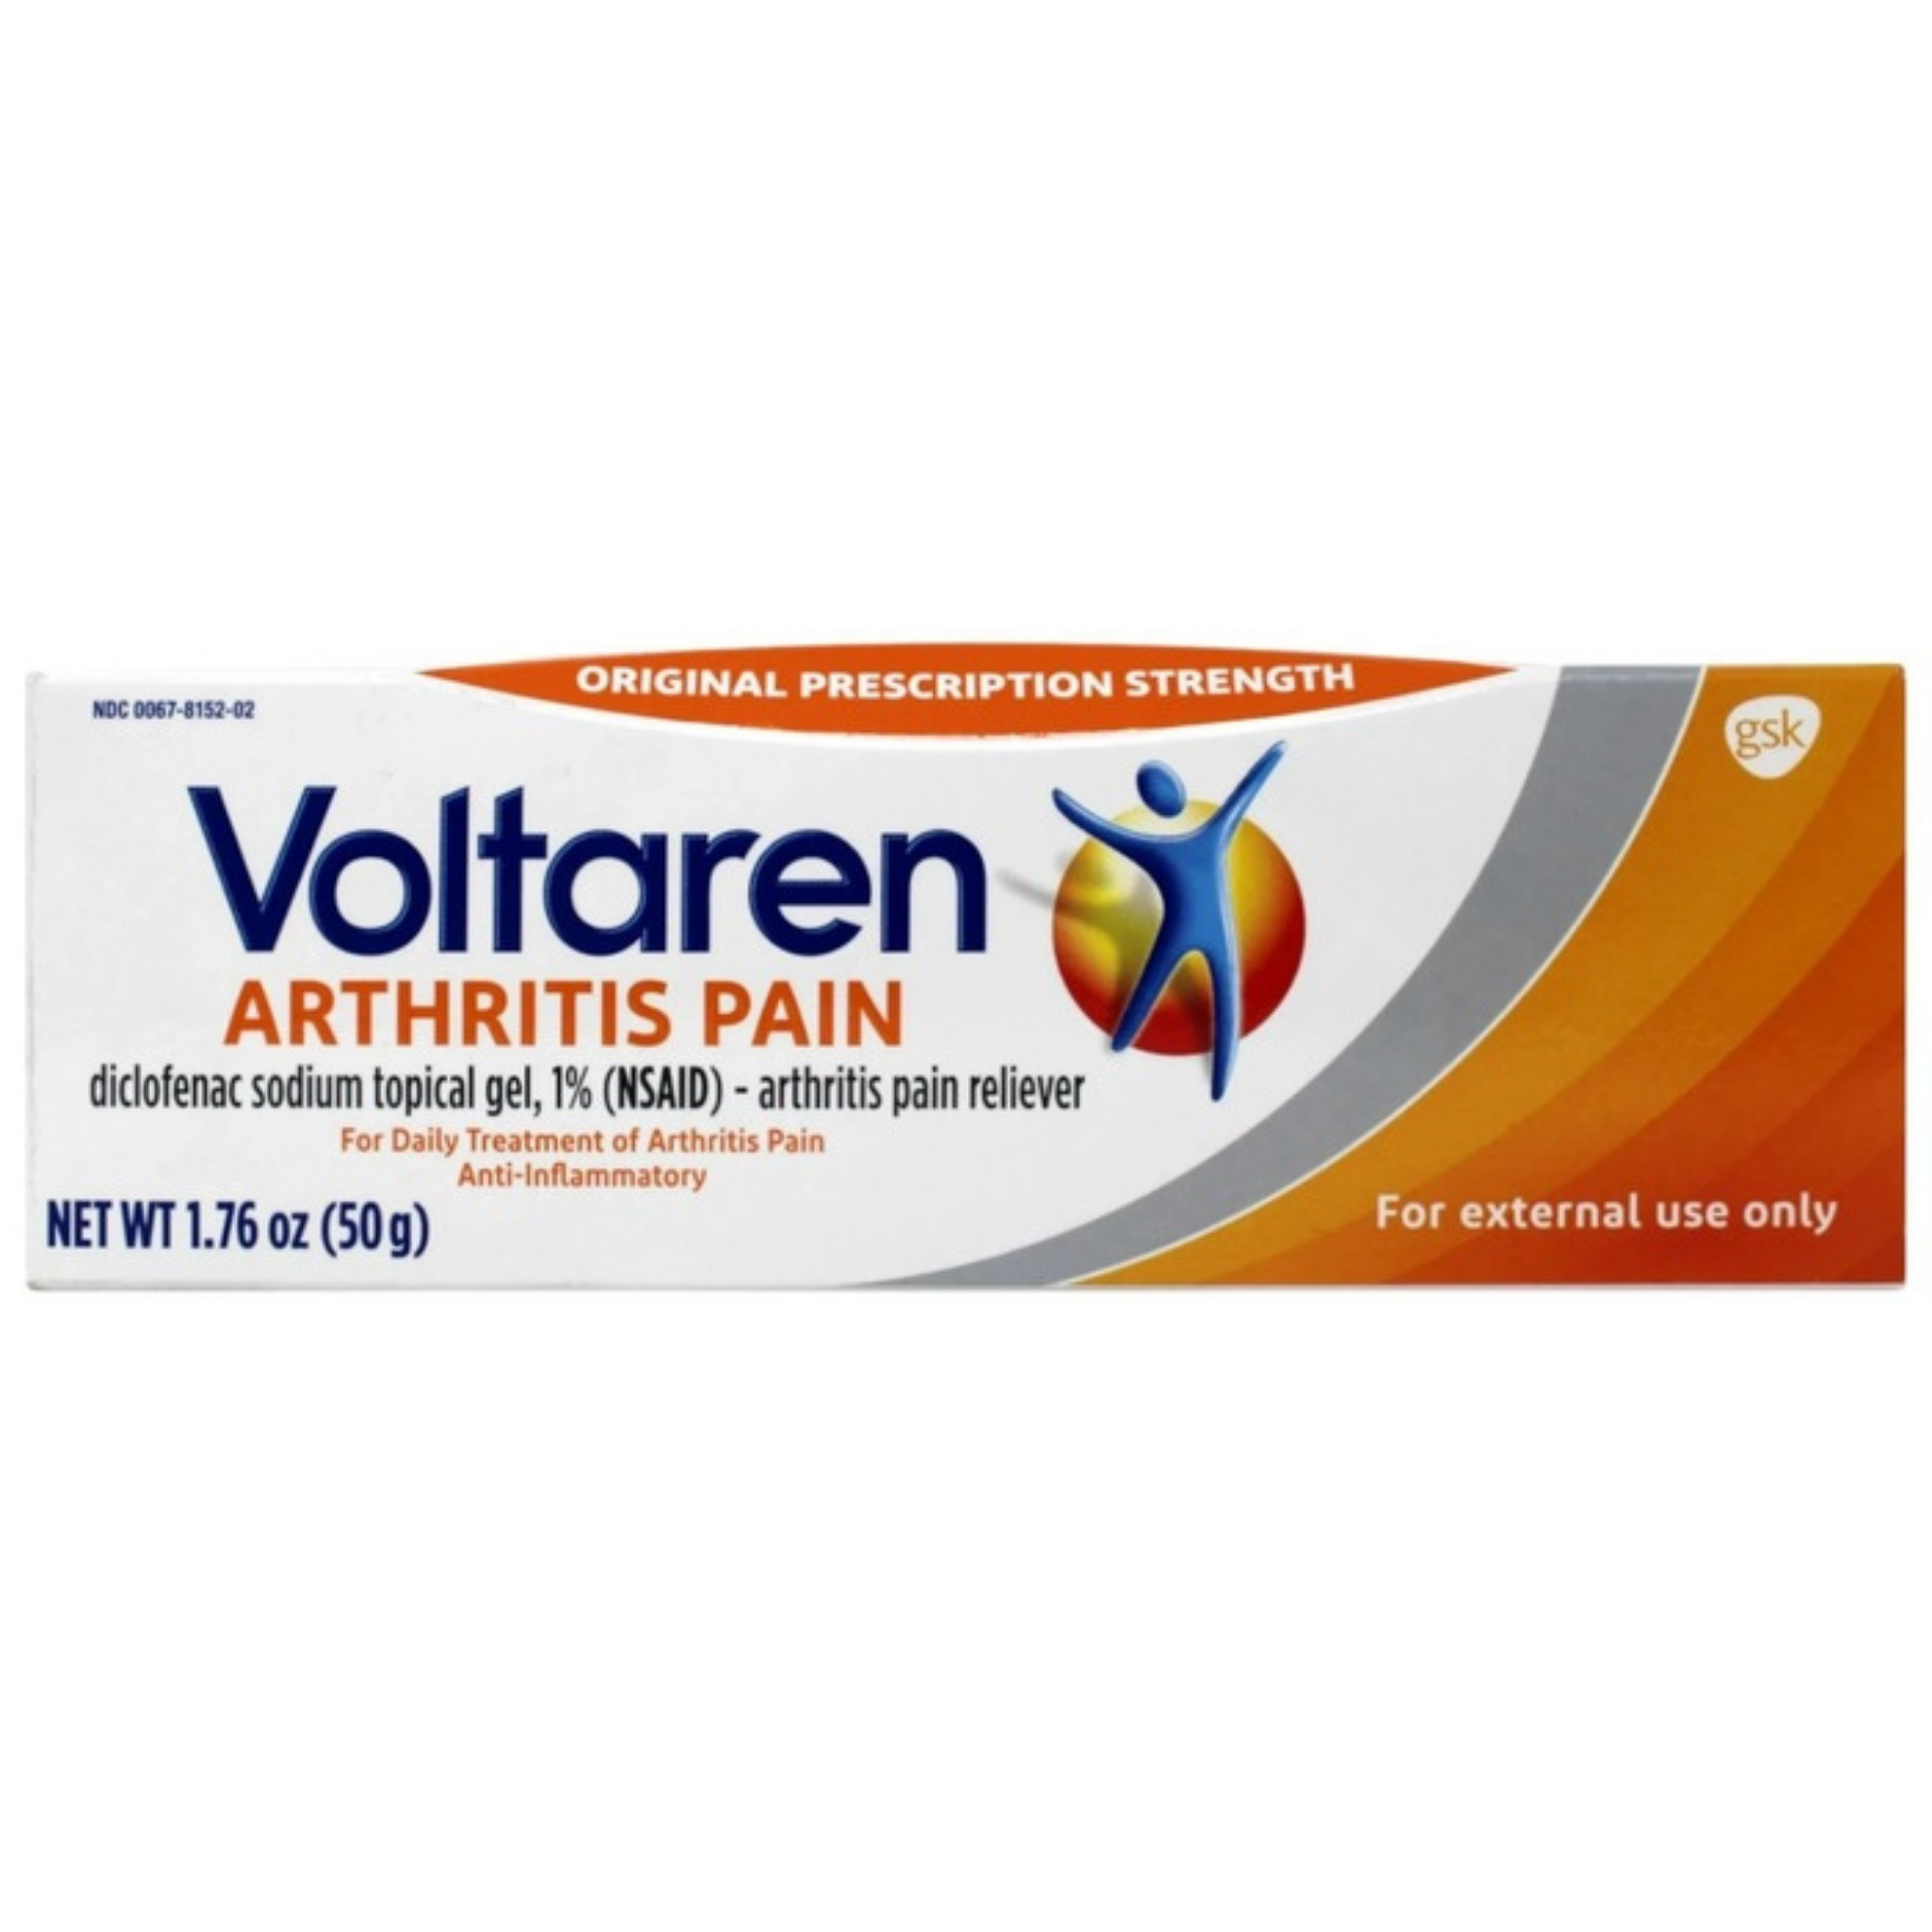 ORIGINAL PRESCRIPTION STRENGTH
NDC 0067-8152-02
gsk
Voltaren
ARTHRITIS PAIN
diclofenac sodium topical gel, 1% (NSAID) - arthritis pain reliever
For Daily Treatment of Arthritis Pain
Anti-Inflammatory
NET WT 1.76 oz (50 g)
For external use only